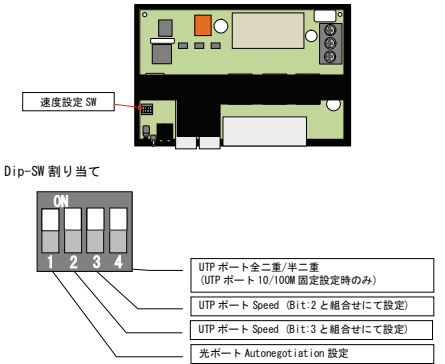 速度設定 SW
Dip-SW 割り当て
ON
1 2 3 4
UTP ポート全二重/半二重
(UTP ポート 10/100M 固定設定時のみ)
UTP ポート Speed (Bit:2 と組合せにて設定)
UTP ポート Speed (Bit:3 と組合せにて設定)
光ポート Autonegotiation 設定